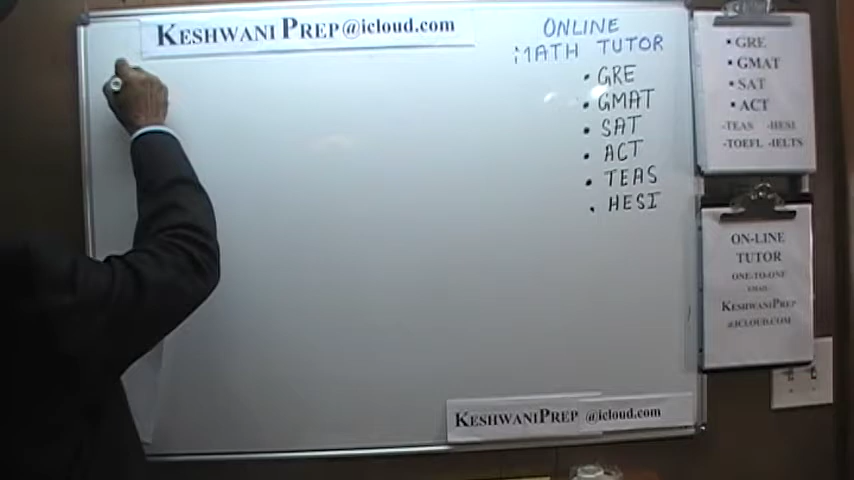 KESHWANI PREP@icloud.com
ONLINE
MATH TUTOR
• GRE
• GMAT
• SAT
• ACT
• TEAS
• HESI
• GRE
• GMAT
• SAT
• ACT
-TEAS -HESI
-TOEFL -IELTS
ON-LINE
TUTOR
ONE-TO-ONE
EMAIL
KESHWANIPREP
@ICLOUD.COM
KESHWANIPREP @icloud.com